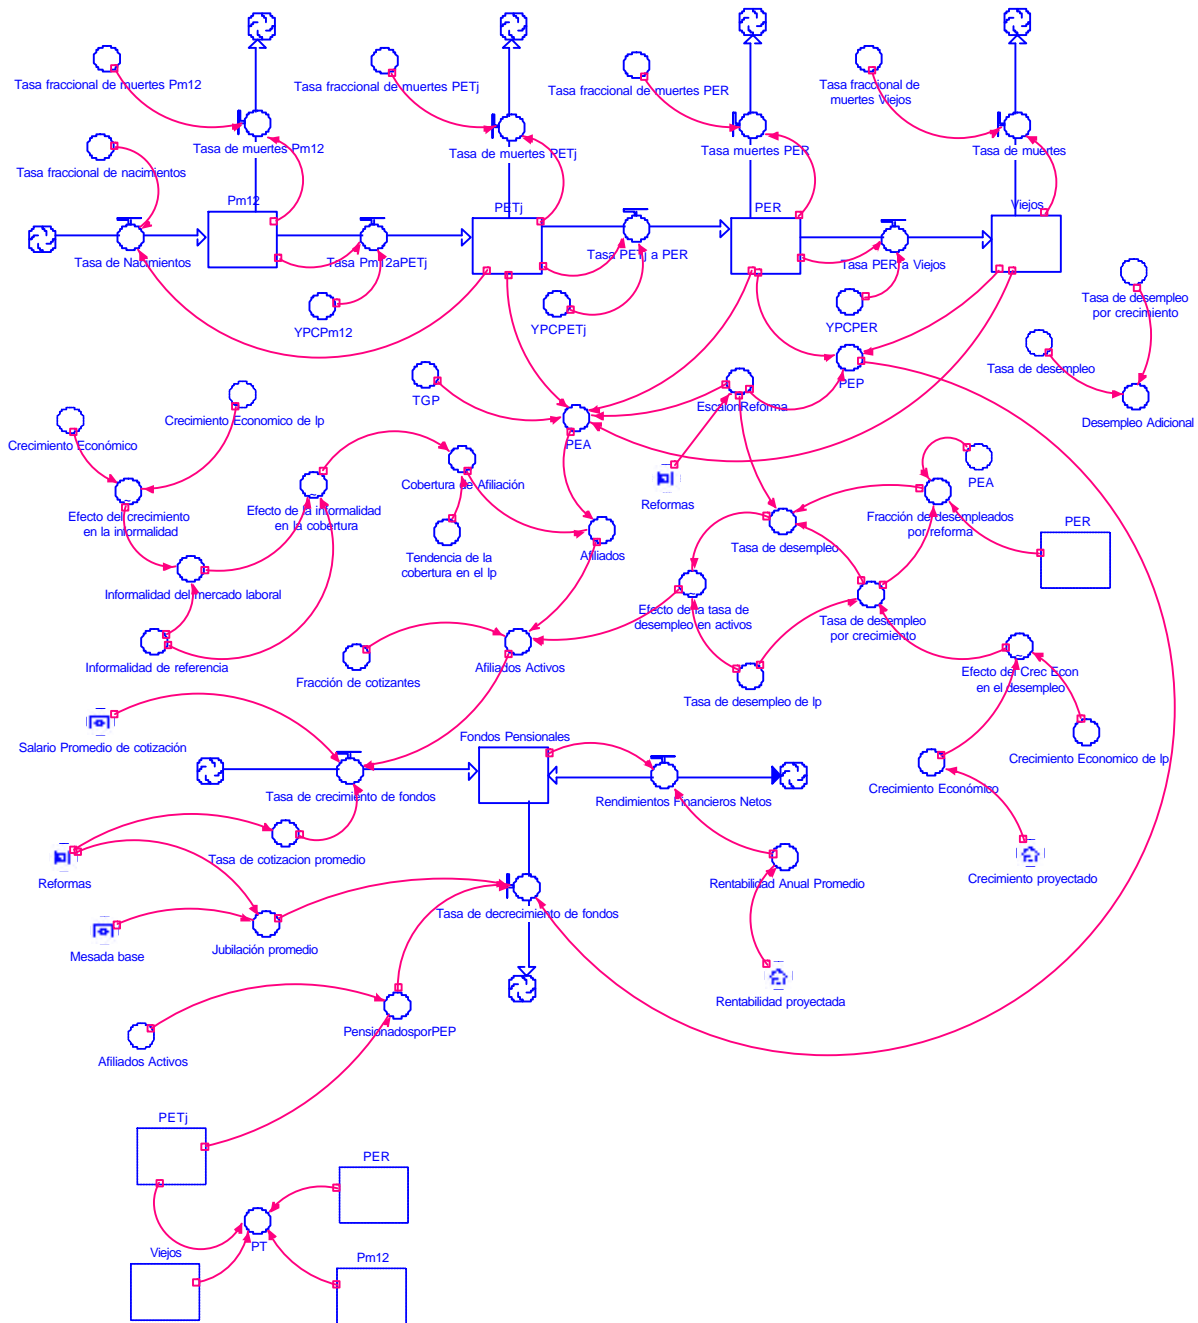 Tasa fraccional de muertes Pm12
Tasa fraccional de muertes PETj
Tasa fraccional de muertes PER
Tasa fraccional de
muertes Viejos
Tasa de muertes Pm12
Tasa de muertes PETj
Tasa muertes PER
Tasa de muertes
Tasa fraccional de nacimientos
Pm12
PETj
PER
Viejos
Tasa de Nacimientos
Tasa Pm12aPETj
Tasa PETj a PER
Tasa PER a Viejos
YPCPm12
YPCPETj
YPCPER
Tasa de desempleo
por crecimiento
Tasa de desempleo
PEP
Desempleo Adicional
TGP
EscalonReforma
PEA
Crecimiento Económico
Crecimiento Economico de lp
Cobertura de Afiliación
Reformas
PEA
Efecto del crecimiento
en la informalidad
Efecto de la informalidad
en la cobertura
Fracción de desempleados
por reforma
PER
Tendencia de la
cobertura en el lp
Afiliados
Tasa de desempleo
Informalidad del mercado laboral
Efecto de la tasa de
desempleo en activos
Tasa de desempleo
por crecimiento
Informalidad de referencia
Fracción de cotizantes
Afiliados Activos
Tasa de desempleo de lp
Efecto del Crec Econ
en el desempleo
Salario Promedio de cotización
Fondos Pensionales
Crecimiento Economico de lp
Tasa de crecimiento de fondos
Rendimientos Financieros Netos
Crecimiento Económico
Tasa de cotizacion promedio
Reformas
Rentabilidad Anual Promedio
Crecimiento proyectado
Tasa de decrecimiento de fondos
Mesada base
Jubilación promedio
Rentabilidad proyectada
Afiliados Activos
PensionadosporPEP
PETj
PER
PT
Viejos
Pm12